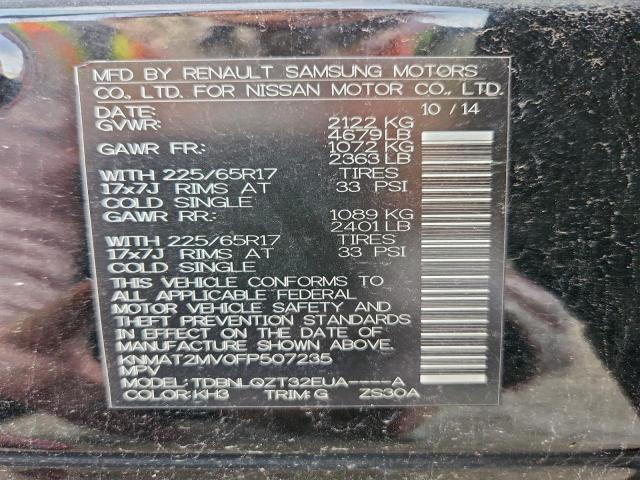 MFD BY RENAULT SAMSUNG MOTORS
CO., LTD. FOR NISSAN MOTOR CO., LTD.
DATE: 10 / 14
GVWR: 2122 KG
4679 LB
GAWR FR: 1072 KG
2363 LB
WITH 225/65R17 TIRES
17x7J RIMS AT 33 PSI
COLD SINGLE
GAWR RR: 1089 KG
2401 LB
WITH 225/65R17 TIRES
17x7J RIMS AT 33 PSI
COLD SINGLE
THIS VEHICLE CONFORMS TO
ALL APPLICABLE FEDERAL
MOTOR VEHICLE SAFETY AND
THEFT PREVENTION STANDARDS
IN EFFECT ON THE DATE OF
MANUFACTURE SHOWN ABOVE.
KNMAT2MV0FP507235
MPV
MODEL: TDBNLQZT32EUA----A
COLOR: KH3 TRIM: G ZS30A